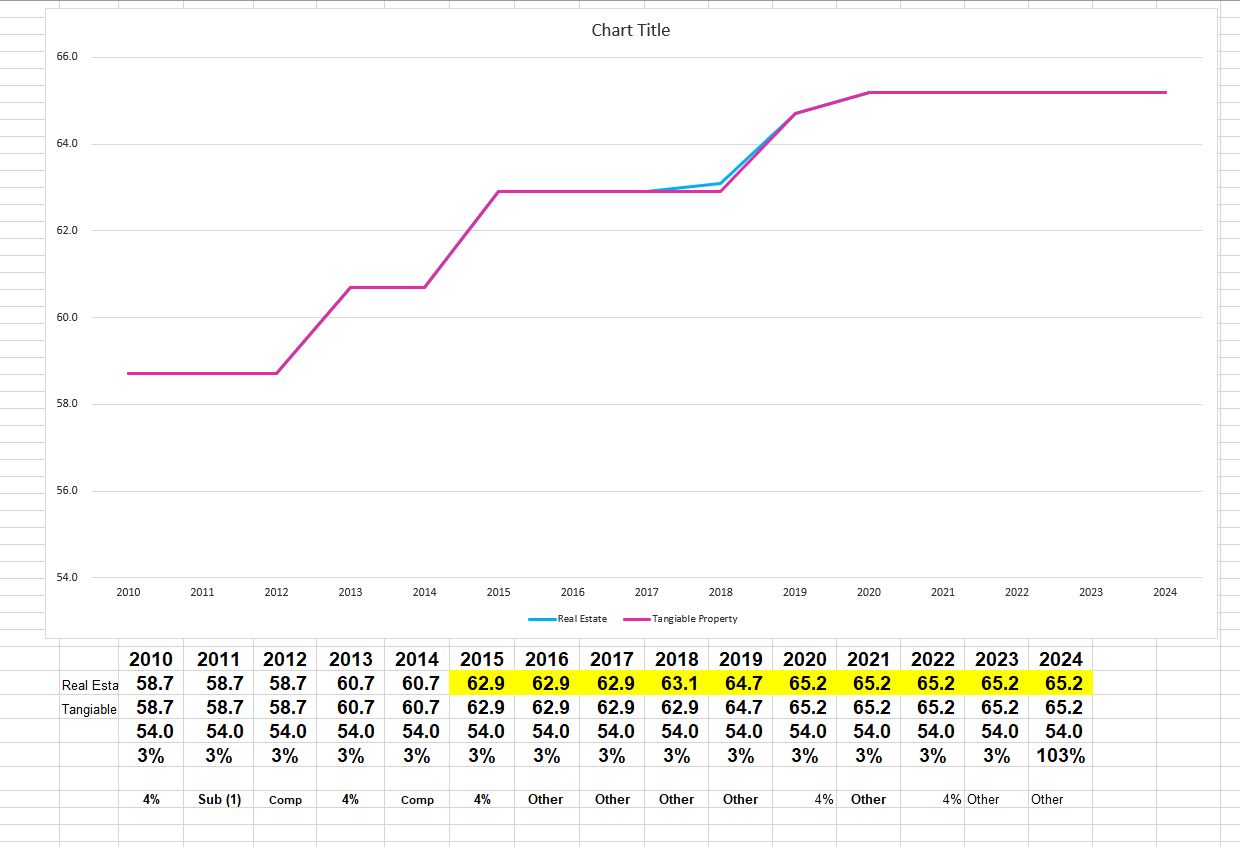 Chart Title
66.0
64.0
62.0
60.0
58.0
56.0
54.0
2010 2011 2012 2013 2014 2015 2016 2017 2018 2019 2020 2021 2022 2023 2024
Real Estate Tangiable Property
2010 2011 2012 2013 2014 2015 2016 2017 2018 2019 2020 2021 2022 2023 2024
Real Esta 58.7 58.7 58.7 60.7 60.7 62.9 62.9 62.9 63.1 64.7 65.2 65.2 65.2 65.2 65.2
Tangiable 58.7 58.7 58.7 60.7 60.7 62.9 62.9 62.9 62.9 64.7 65.2 65.2 65.2 65.2 65.2
54.0 54.0 54.0 54.0 54.0 54.0 54.0 54.0 54.0 54.0 54.0 54.0 54.0 54.0 54.0
3% 3% 3% 3% 3% 3% 3% 3% 3% 3% 3% 3% 3% 3% 103%
4% Sub (1) Comp 4% Comp 4% Other Other Other Other 4% Other 4% Other Other